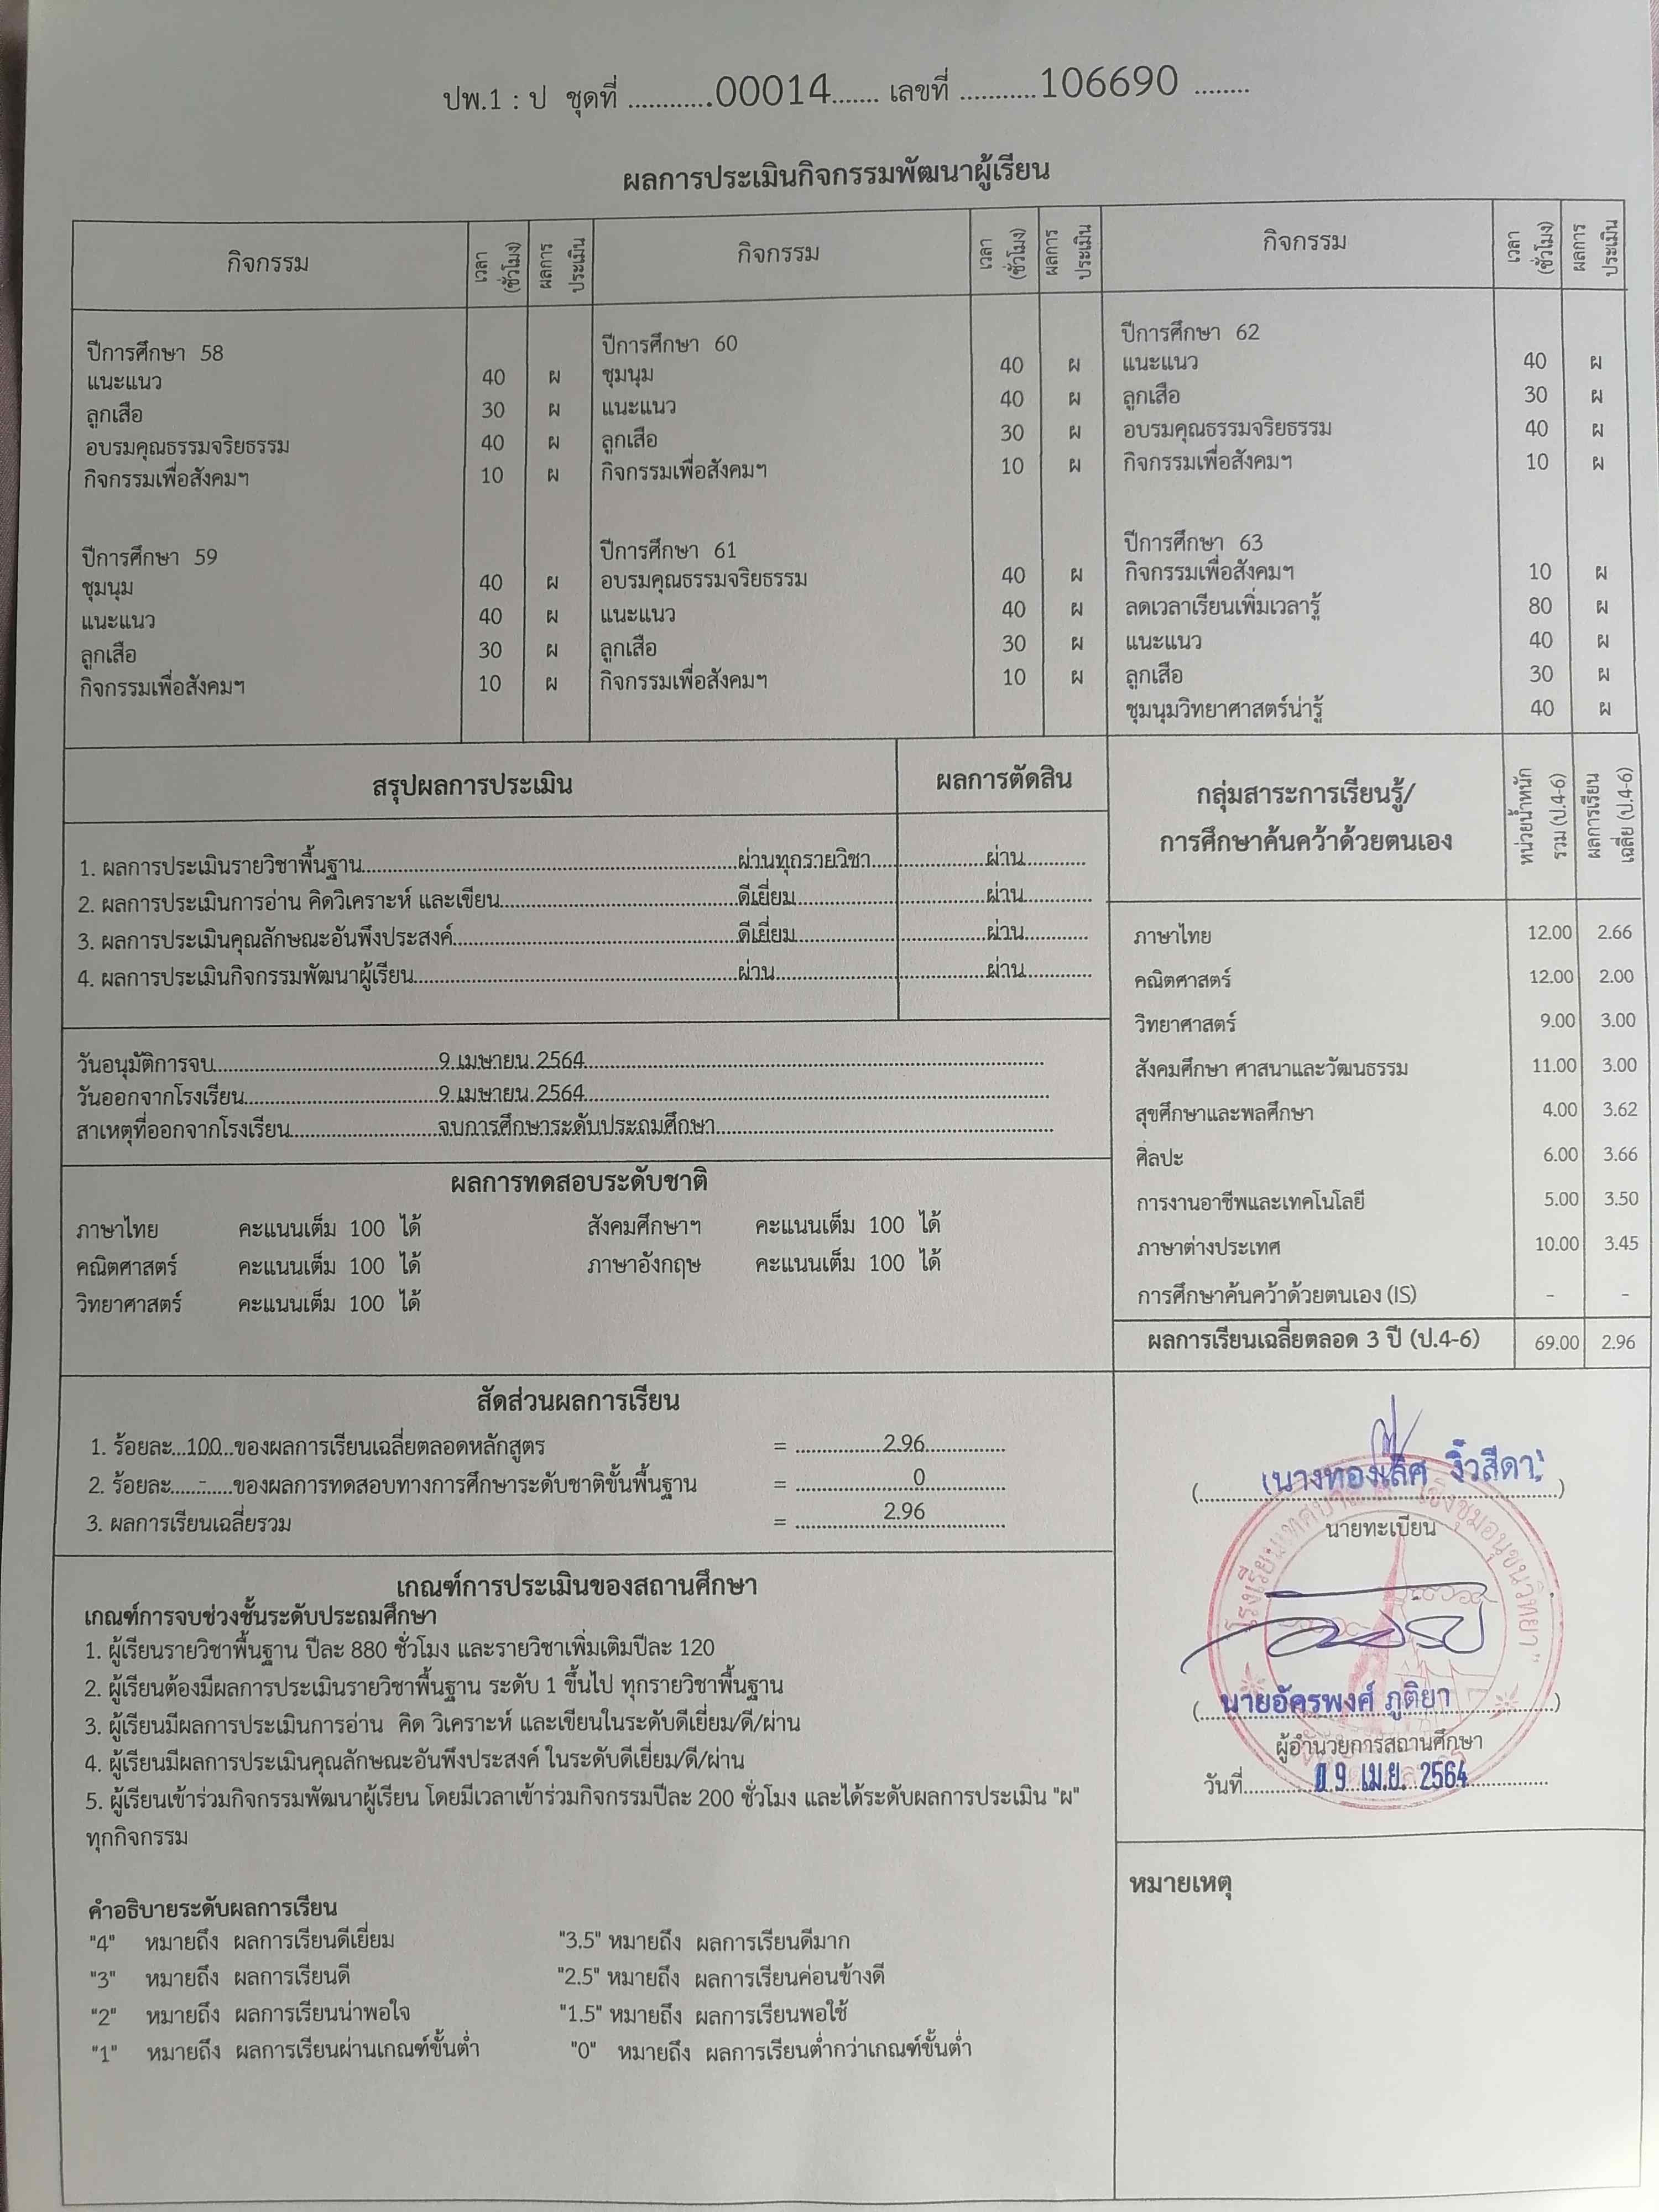 ปพ.1 : ป ชุดที่ ............00014....... เลขที่ ...........106690 ........
ผลการประเมินกิจกรรมพัฒนาผู้เรียน
กิจกรรม เวลา (ชั่วโมง) ผลการ ประเมิน กิจกรรม เวลา (ชั่วโมง) ผลการ ประเมิน กิจกรรม เวลา (ชั่วโมง) ผลการ ประเมิน
ปีการศึกษา 58
แนะแนว 40 ผ
ลูกเสือ 30 ผ
อบรมคุณธรรมจริยธรรม 40 ผ
กิจกรรมเพื่อสังคมฯ 10 ผ
ปีการศึกษา 59
ชุมนุม 40 ผ
แนะแนว 40 ผ
ลูกเสือ 30 ผ
กิจกรรมเพื่อสังคมฯ 10 ผ
ปีการศึกษา 60
ชุมนุม 40 ผ
แนะแนว 40 ผ
ลูกเสือ 30 ผ
กิจกรรมเพื่อสังคมฯ 10 ผ
ปีการศึกษา 61
อบรมคุณธรรมจริยธรรม 40 ผ
แนะแนว 40 ผ
ลูกเสือ 30 ผ
กิจกรรมเพื่อสังคมฯ 10 ผ
ปีการศึกษา 62
แนะแนว 40 ผ
ลูกเสือ 30 ผ
อบรมคุณธรรมจริยธรรม 40 ผ
กิจกรรมเพื่อสังคมฯ 10 ผ
ปีการศึกษา 63
กิจกรรมเพื่อสังคมฯ 10 ผ
ลดเวลาเรียนเพิ่มเวลารู้ 80 ผ
แนะแนว 40 ผ
ลูกเสือ 30 ผ
ชุมนุมวิทยาศาสตร์น่ารู้ 40 ผ
สรุปผลการประเมิน ผลการตัดสิน
1. ผลการประเมินรายวิชาพื้นฐาน..........ผ่านทุกรายวิชา..........ผ่าน..........
2. ผลการประเมินการอ่าน คิดวิเคราะห์ และเขียน..........ดีเยี่ยม..........ผ่าน..........
3. ผลการประเมินคุณลักษณะอันพึงประสงค์..........ดีเยี่ยม..........ผ่าน..........
4. ผลการประเมินกิจกรรมพัฒนาผู้เรียน..........ผ่าน..........ผ่าน..........
วันอนุมัติการจบ..........9 เมษายน 2564..........
วันออกจากโรงเรียน..........9 เมษายน 2564..........
สาเหตุที่ออกจากโรงเรียน..........จบการศึกษาระดับประถมศึกษา..........
ผลการทดสอบระดับชาติ
ภาษาไทย คะแนนเต็ม 100 ได้ สังคมศึกษาฯ คะแนนเต็ม 100 ได้
คณิตศาสตร์ คะแนนเต็ม 100 ได้ ภาษาอังกฤษ คะแนนเต็ม 100 ได้
วิทยาศาสตร์ คะแนนเต็ม 100 ได้
กลุ่มสาระการเรียนรู้/
การศึกษาค้นคว้าด้วยตนเอง
หน่วยน้ำหนัก รวม (ป.4-6) ผลการเรียน เฉลี่ย (ป.4-6)
ภาษาไทย 12.00 2.66
คณิตศาสตร์ 12.00 2.00
วิทยาศาสตร์ 9.00 3.00
สังคมศึกษา ศาสนาและวัฒนธรรม 11.00 3.00
สุขศึกษาและพลศึกษา 4.00 3.62
ศิลปะ 6.00 3.66
การงานอาชีพและเทคโนโลยี 5.00 3.50
ภาษาต่างประเทศ 10.00 3.45
การศึกษาค้นคว้าด้วยตนเอง (IS) - -
ผลการเรียนเฉลี่ยตลอด 3 ปี (ป.4-6) 69.00 2.96
สัดส่วนผลการเรียน
1. ร้อยละ...100...ของผลการเรียนเฉลี่ยตลอดหลักสูตร = ..........2.96..........
2. ร้อยละ.......-......ของผลการทดสอบทางการศึกษาระดับชาติขั้นพื้นฐาน = ..........0..........
3. ผลการเรียนเฉลี่ยรวม = ..........2.96..........
เกณฑ์การประเมินของสถานศึกษา
เกณฑ์การจบช่วงชั้นระดับประถมศึกษา
1. ผู้เรียนรายวิชาพื้นฐาน ปีละ 880 ชั่วโมง และรายวิชาเพิ่มเติมปีละ 120
2. ผู้เรียนต้องมีผลการประเมินรายวิชาพื้นฐาน ระดับ 1 ขึ้นไป ทุกรายวิชาพื้นฐาน
3. ผู้เรียนมีผลการประเมินการอ่าน คิด วิเคราะห์ และเขียนในระดับดีเยี่ยม/ดี/ผ่าน
4. ผู้เรียนมีผลการประเมินคุณลักษณะอันพึงประสงค์ ในระดับดีเยี่ยม/ดี/ผ่าน
5. ผู้เรียนเข้าร่วมกิจกรรมพัฒนาผู้เรียน โดยมีเวลาเข้าร่วมกิจกรรมปีละ 200 ชั่วโมง และได้ระดับผลการประเมิน "ผ"
ทุกกิจกรรม
คำอธิบายระดับผลการเรียน
"4" หมายถึง ผลการเรียนดีเยี่ยม "3.5" หมายถึง ผลการเรียนดีมาก
"3" หมายถึง ผลการเรียนดี "2.5" หมายถึง ผลการเรียนค่อนข้างดี
"2" หมายถึง ผลการเรียนน่าพอใจ "1.5" หมายถึง ผลการเรียนพอใช้
"1" หมายถึง ผลการเรียนผ่านเกณฑ์ขั้นต่ำ "0" หมายถึง ผลการเรียนต่ำกว่าเกณฑ์ขั้นต่ำ
(นางทองเลิศ งิ้วสีดา)
นายทะเบียน
(นายอัครพงศ์ ภูติยา)
ผู้อำนวยการสถานศึกษา
วันที่..........09 เม.ย. 2564..........
หมายเหตุ